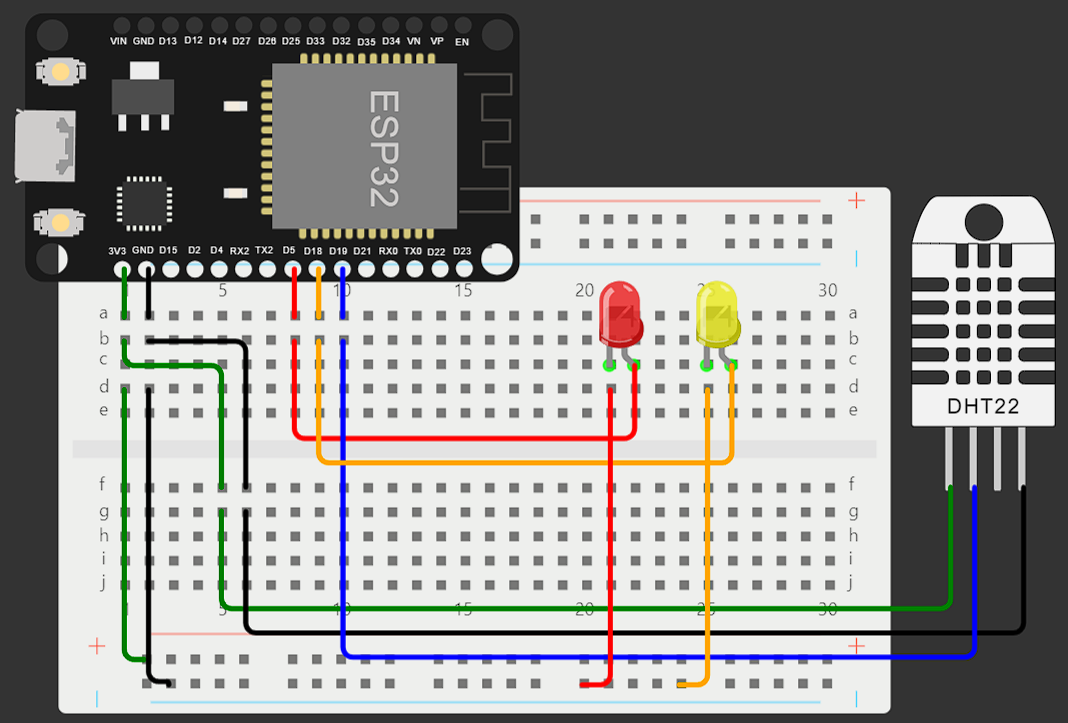 VIN GND D13 D12 D14 D27 D26 D25 D33 D32 D35 D34 VN VP EN
ESP32
3V3 GND D15 D2 D4 RX2 TX2 D5 D18 D19 D21 RX0 TX0 D22 D23
+
5 10 15 20 30
a a
b b
c c
d d
e e
DHT22
f f
g g
h h
i i
j j
5 10 15 20 25 30
+ +